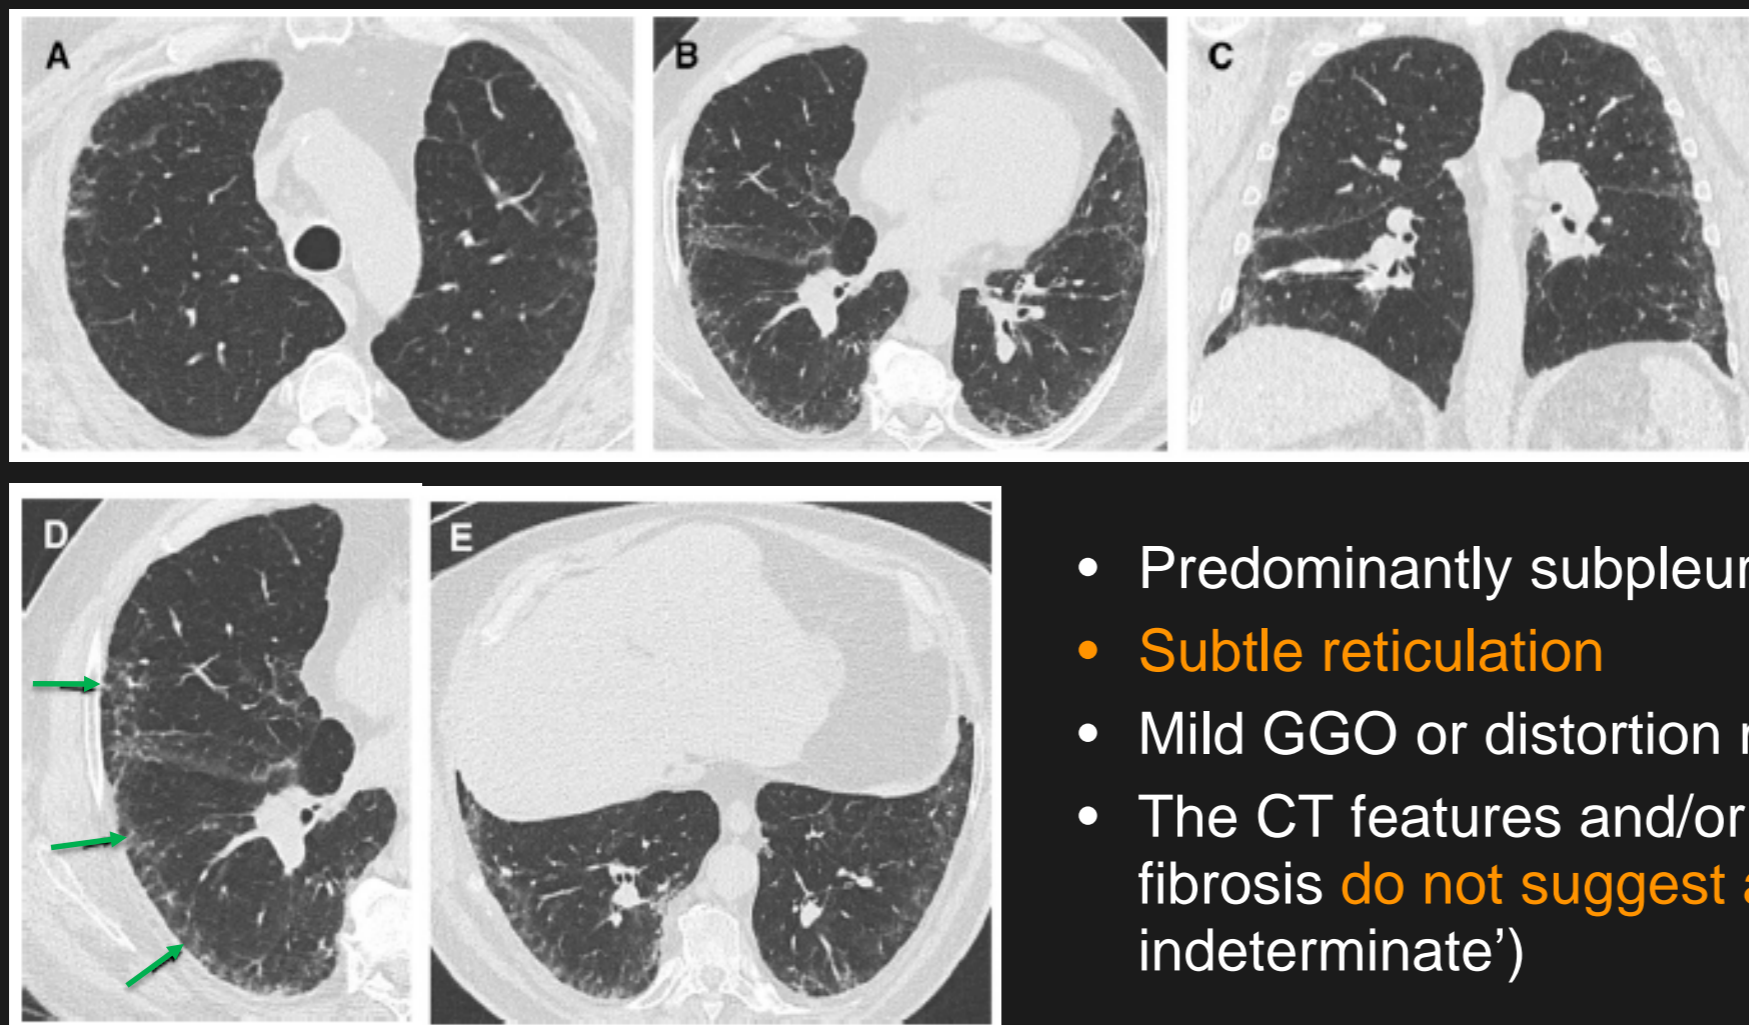 A
B
C
D
E
• Predominantly subpleur
• Subtle reticulation
• Mild GGO or distortion
• The CT features and/or
fibrosis do not suggest
indeterminate’)